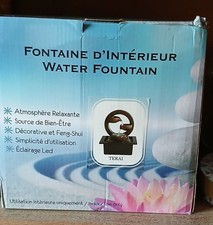 Fontaine d'Intérieur
Water Fountain
Atmosphère Relaxante
Source de Bien-Être
Décorative et Feng-Shui
Simplicité d'utilisation
Éclairage Led
TEKAI
Utilisation intérieure uniquement /